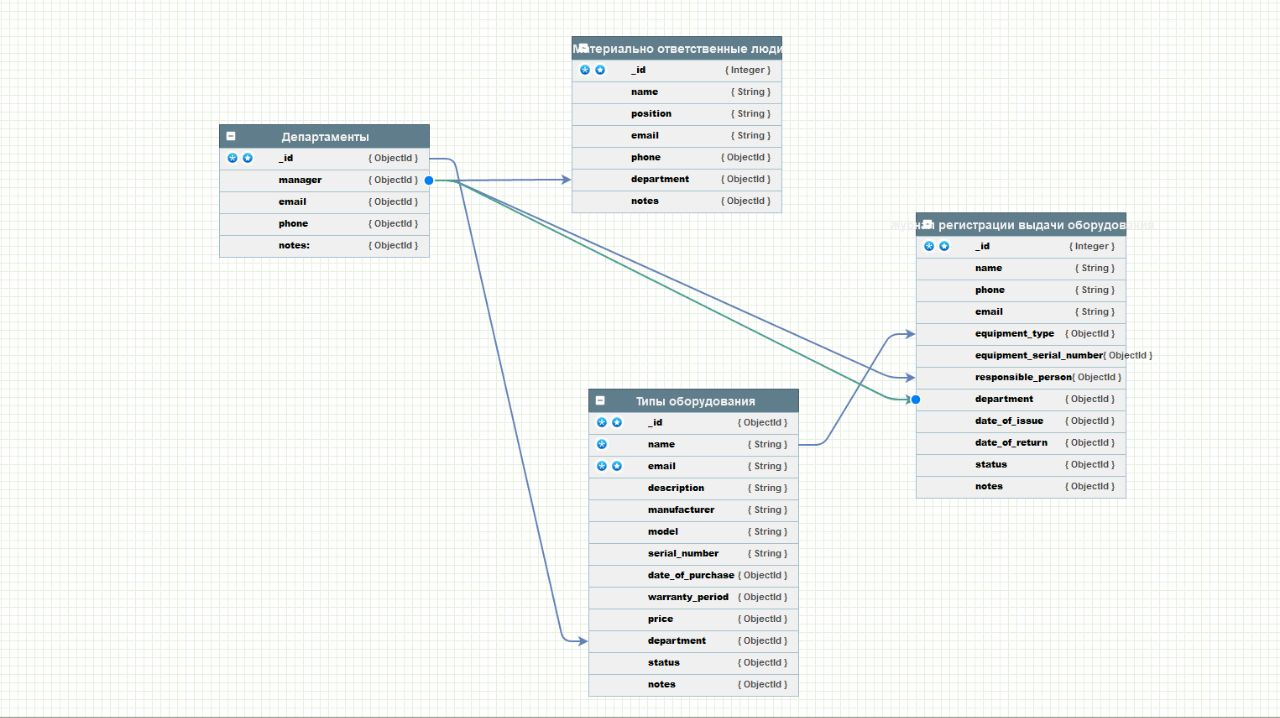 Материально ответственные люди
_id { Integer }
name { String }
position { String }
email { String }
phone { ObjectId }
department { ObjectId }
notes { ObjectId }
Департаменты
_id { ObjectId }
manager { ObjectId }
email { ObjectId }
phone { ObjectId }
notes: { ObjectId }
Журнал регистрации выдачи оборудования
_id { Integer }
name { String }
phone { String }
email { String }
equipment_type { ObjectId }
equipment_serial_number{ ObjectId }
responsible_person{ ObjectId }
department { ObjectId }
date_of_issue { ObjectId }
date_of_return { ObjectId }
status { ObjectId }
notes { ObjectId }
Типы оборудования
_id { ObjectId }
name { String }
email { String }
description { String }
manufacturer { String }
model { String }
serial_number { String }
date_of_purchase { ObjectId }
warranty_period { ObjectId }
price { ObjectId }
department { ObjectId }
status { ObjectId }
notes { ObjectId }